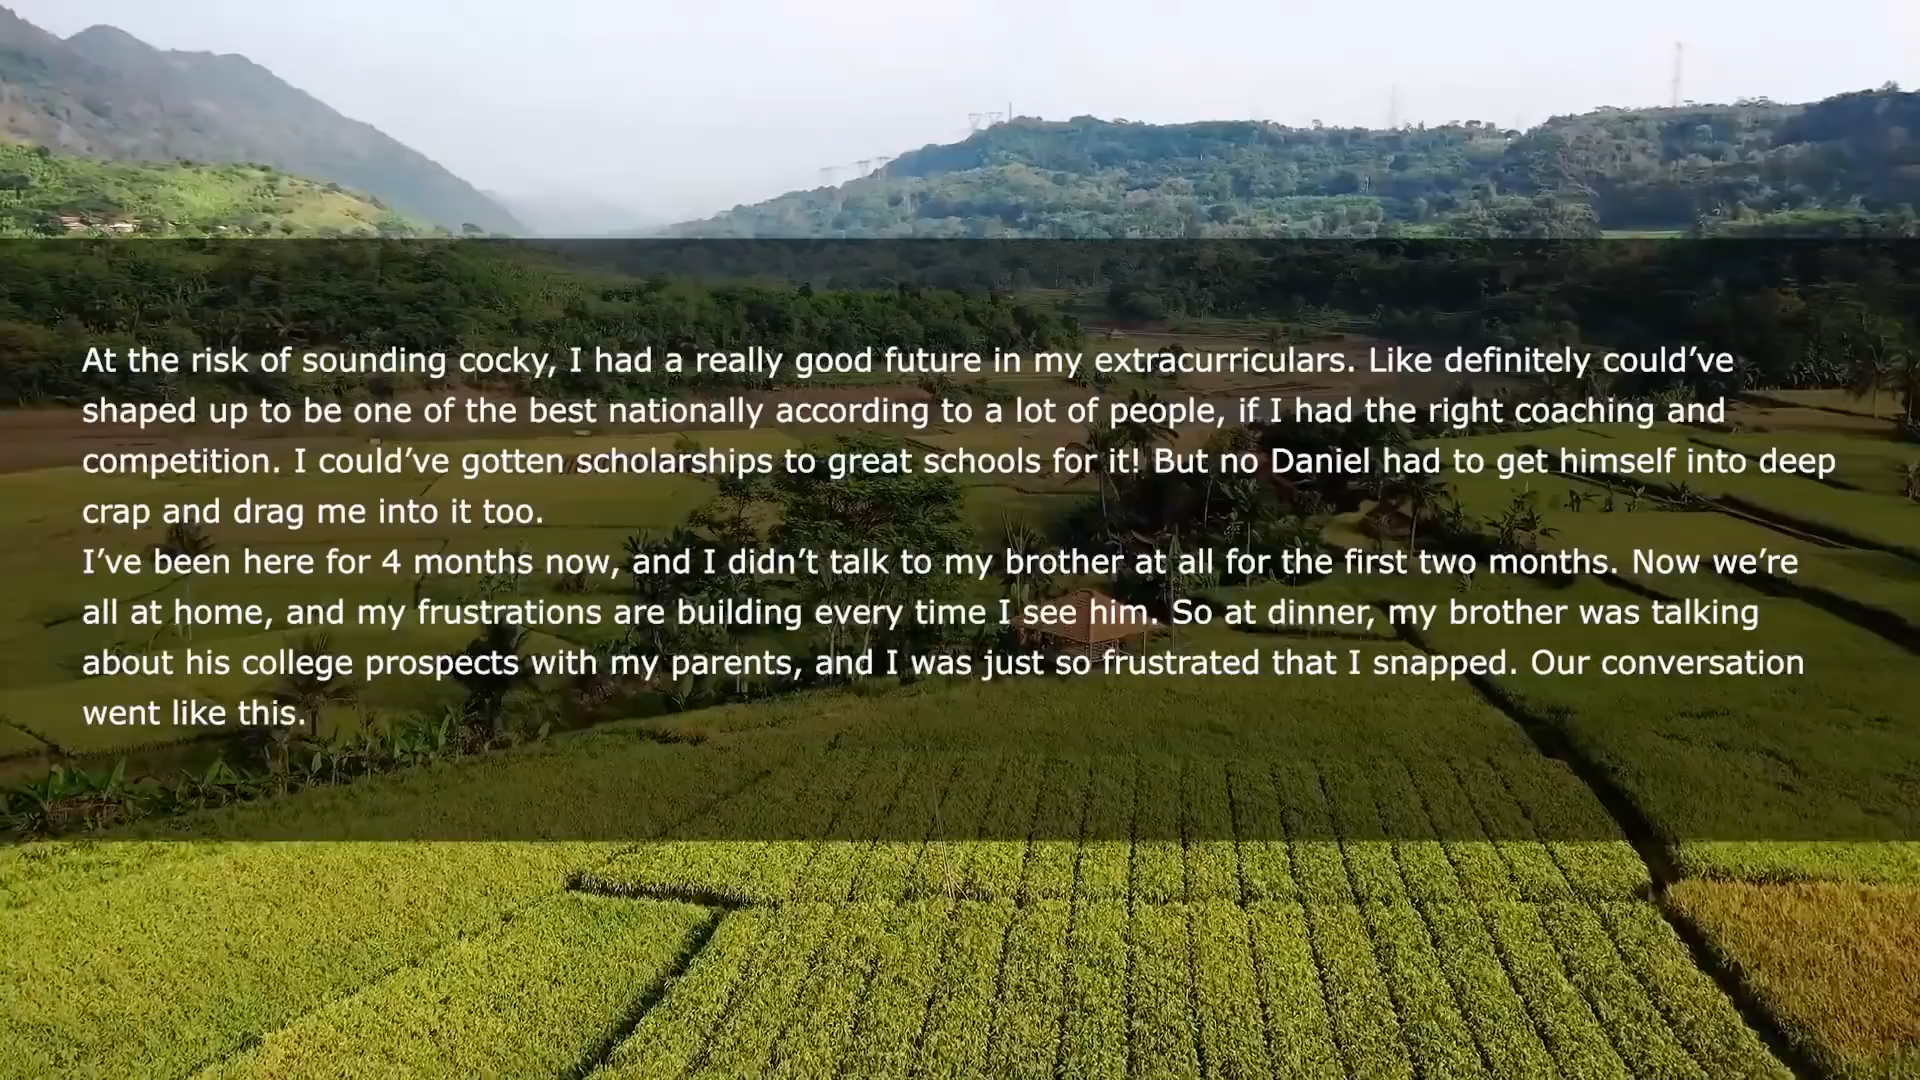 At the risk of sounding cocky, I had a really good future in my extracurriculars. Like definitely could’ve
shaped up to be one of the best nationally according to a lot of people, if I had the right coaching and
competition. I could’ve gotten scholarships to great schools for it! But no Daniel had to get himself into deep
crap and drag me into it too.
I’ve been here for 4 months now, and I didn’t talk to my brother at all for the first two months. Now we’re
all at home, and my frustrations are building every time I see him. So at dinner, my brother was talking
about his college prospects with my parents, and I was just so frustrated that I snapped. Our conversation
went like this.